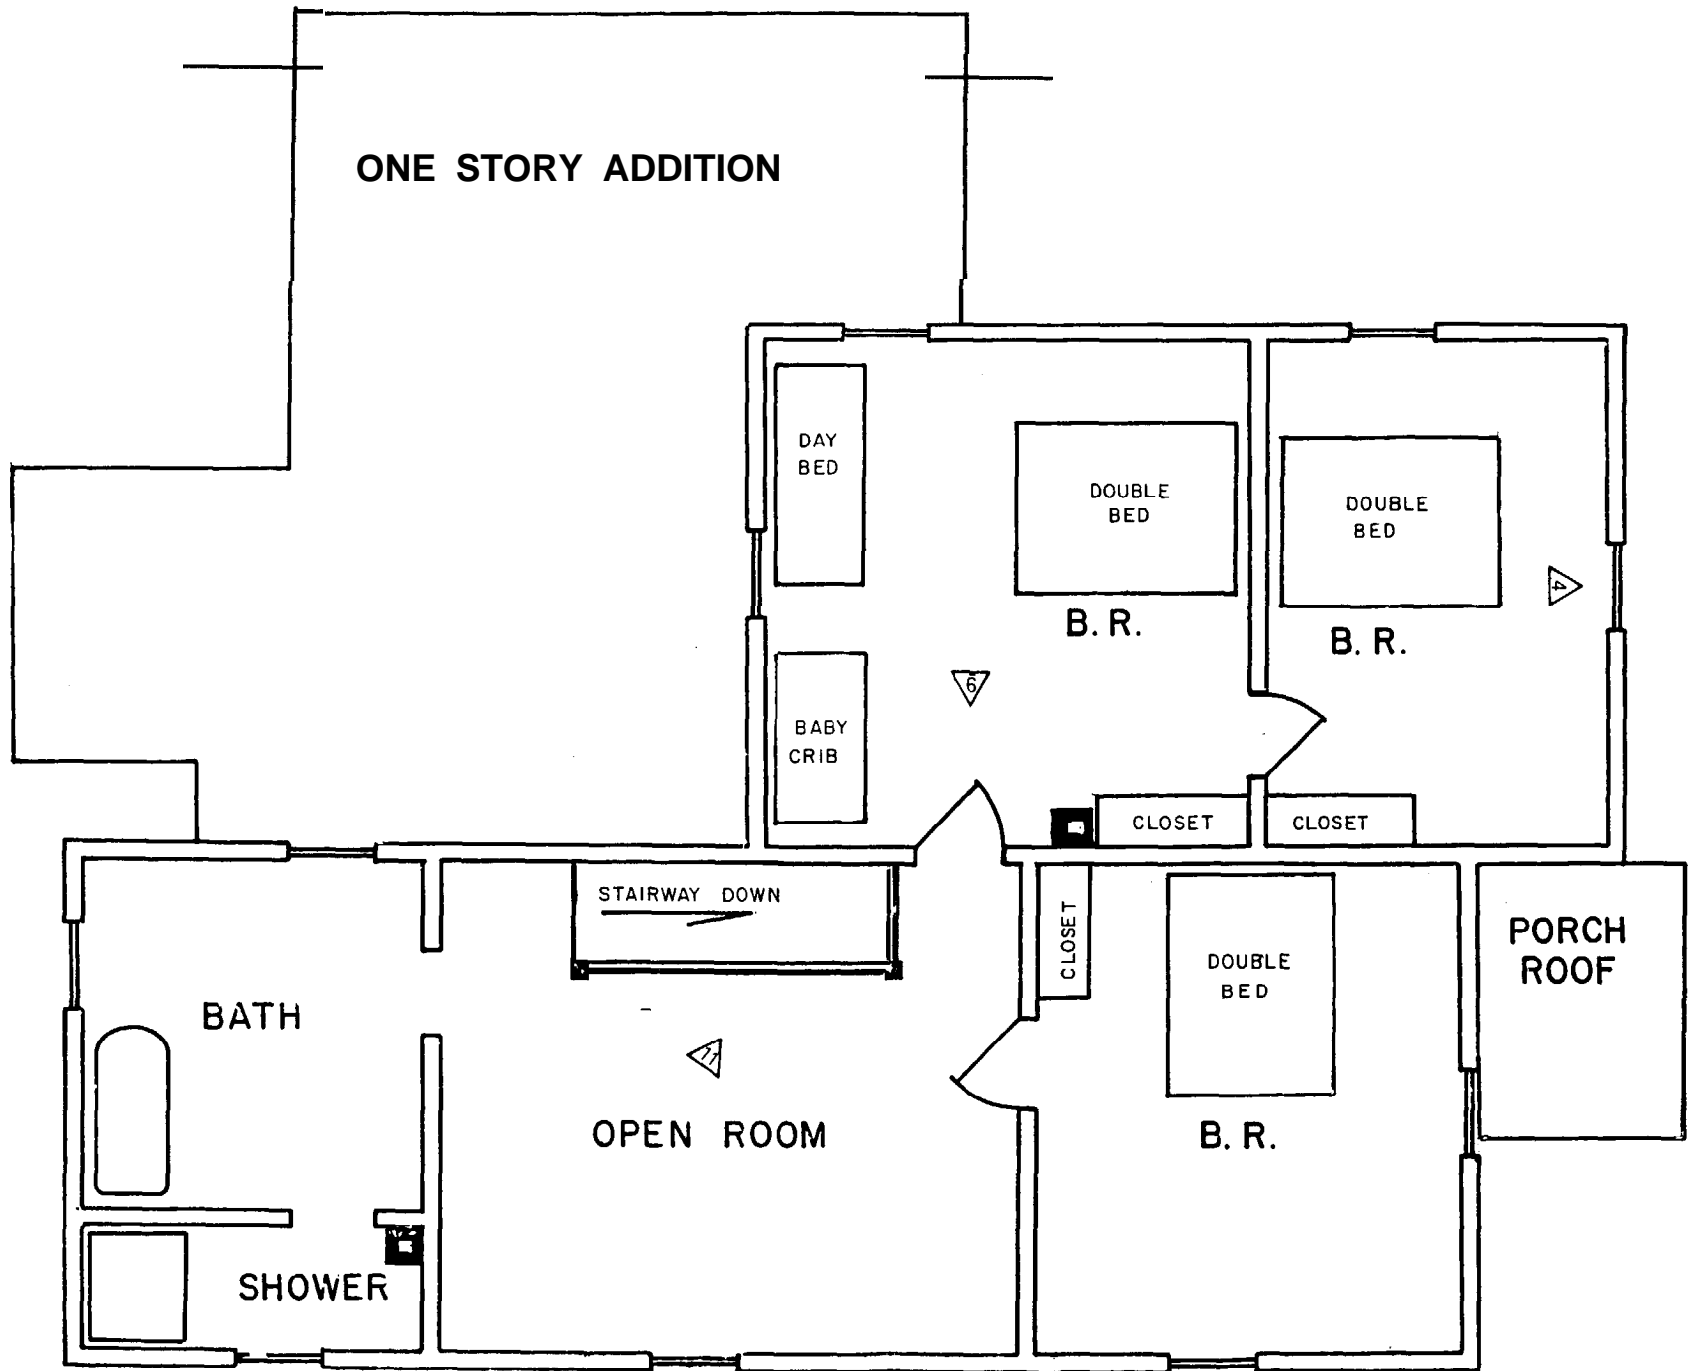 ONE STORY ADDITION
DAY
BED
DOUBLE
BED
DOUBLE
BED
4
B. R.
B. R.
6
BABY
CRIB
CLOSET
CLOSET
STAIRWAY DOWN
CLOSET
DOUBLE
BED
PORCH
ROOF
BATH
11
OPEN ROOM
B. R.
SHOWER